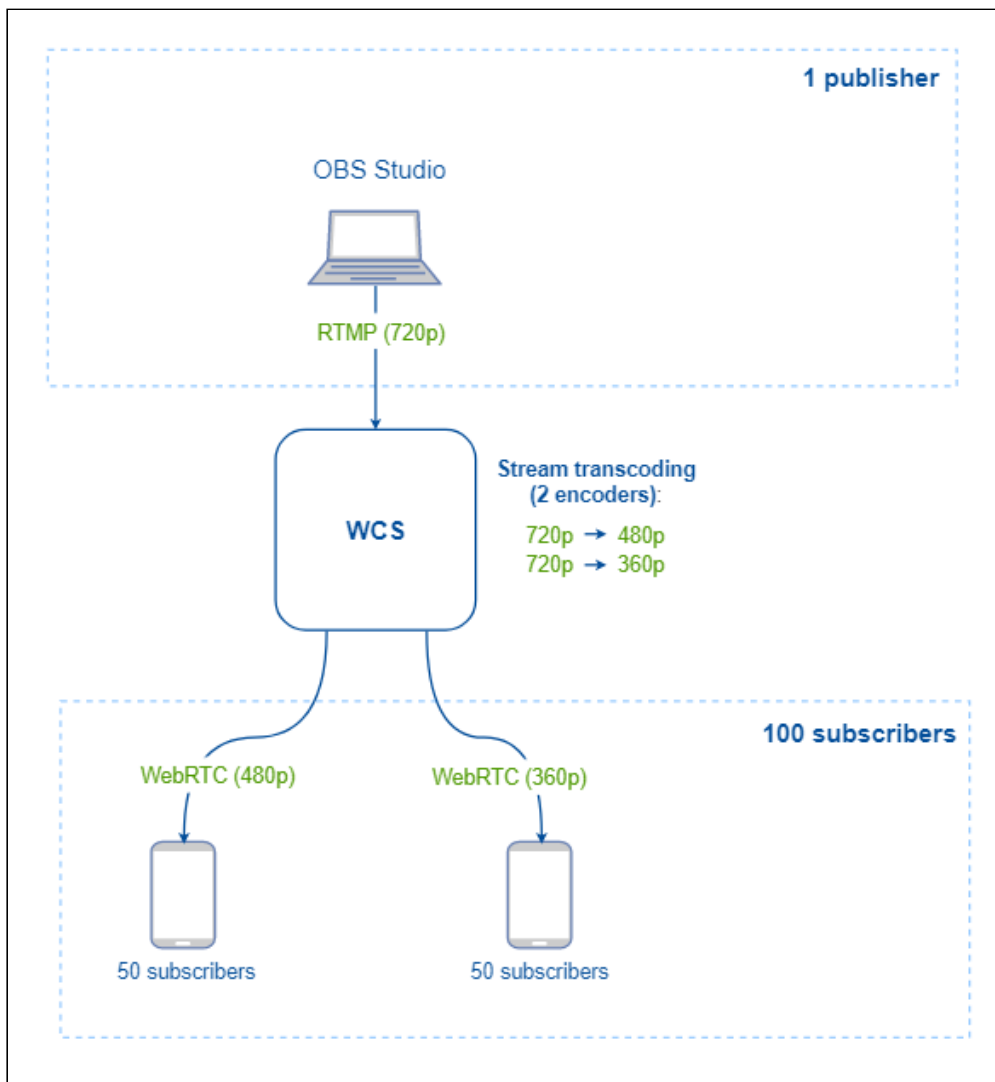 1 publisher
OBS Studio
RTMP (720p)
WCS
Stream transcoding
(2 encoders):
720p → 480p
720p → 360p
100 subscribers
WebRTC (480p)
WebRTC (360p)
50 subscribers
50 subscribers